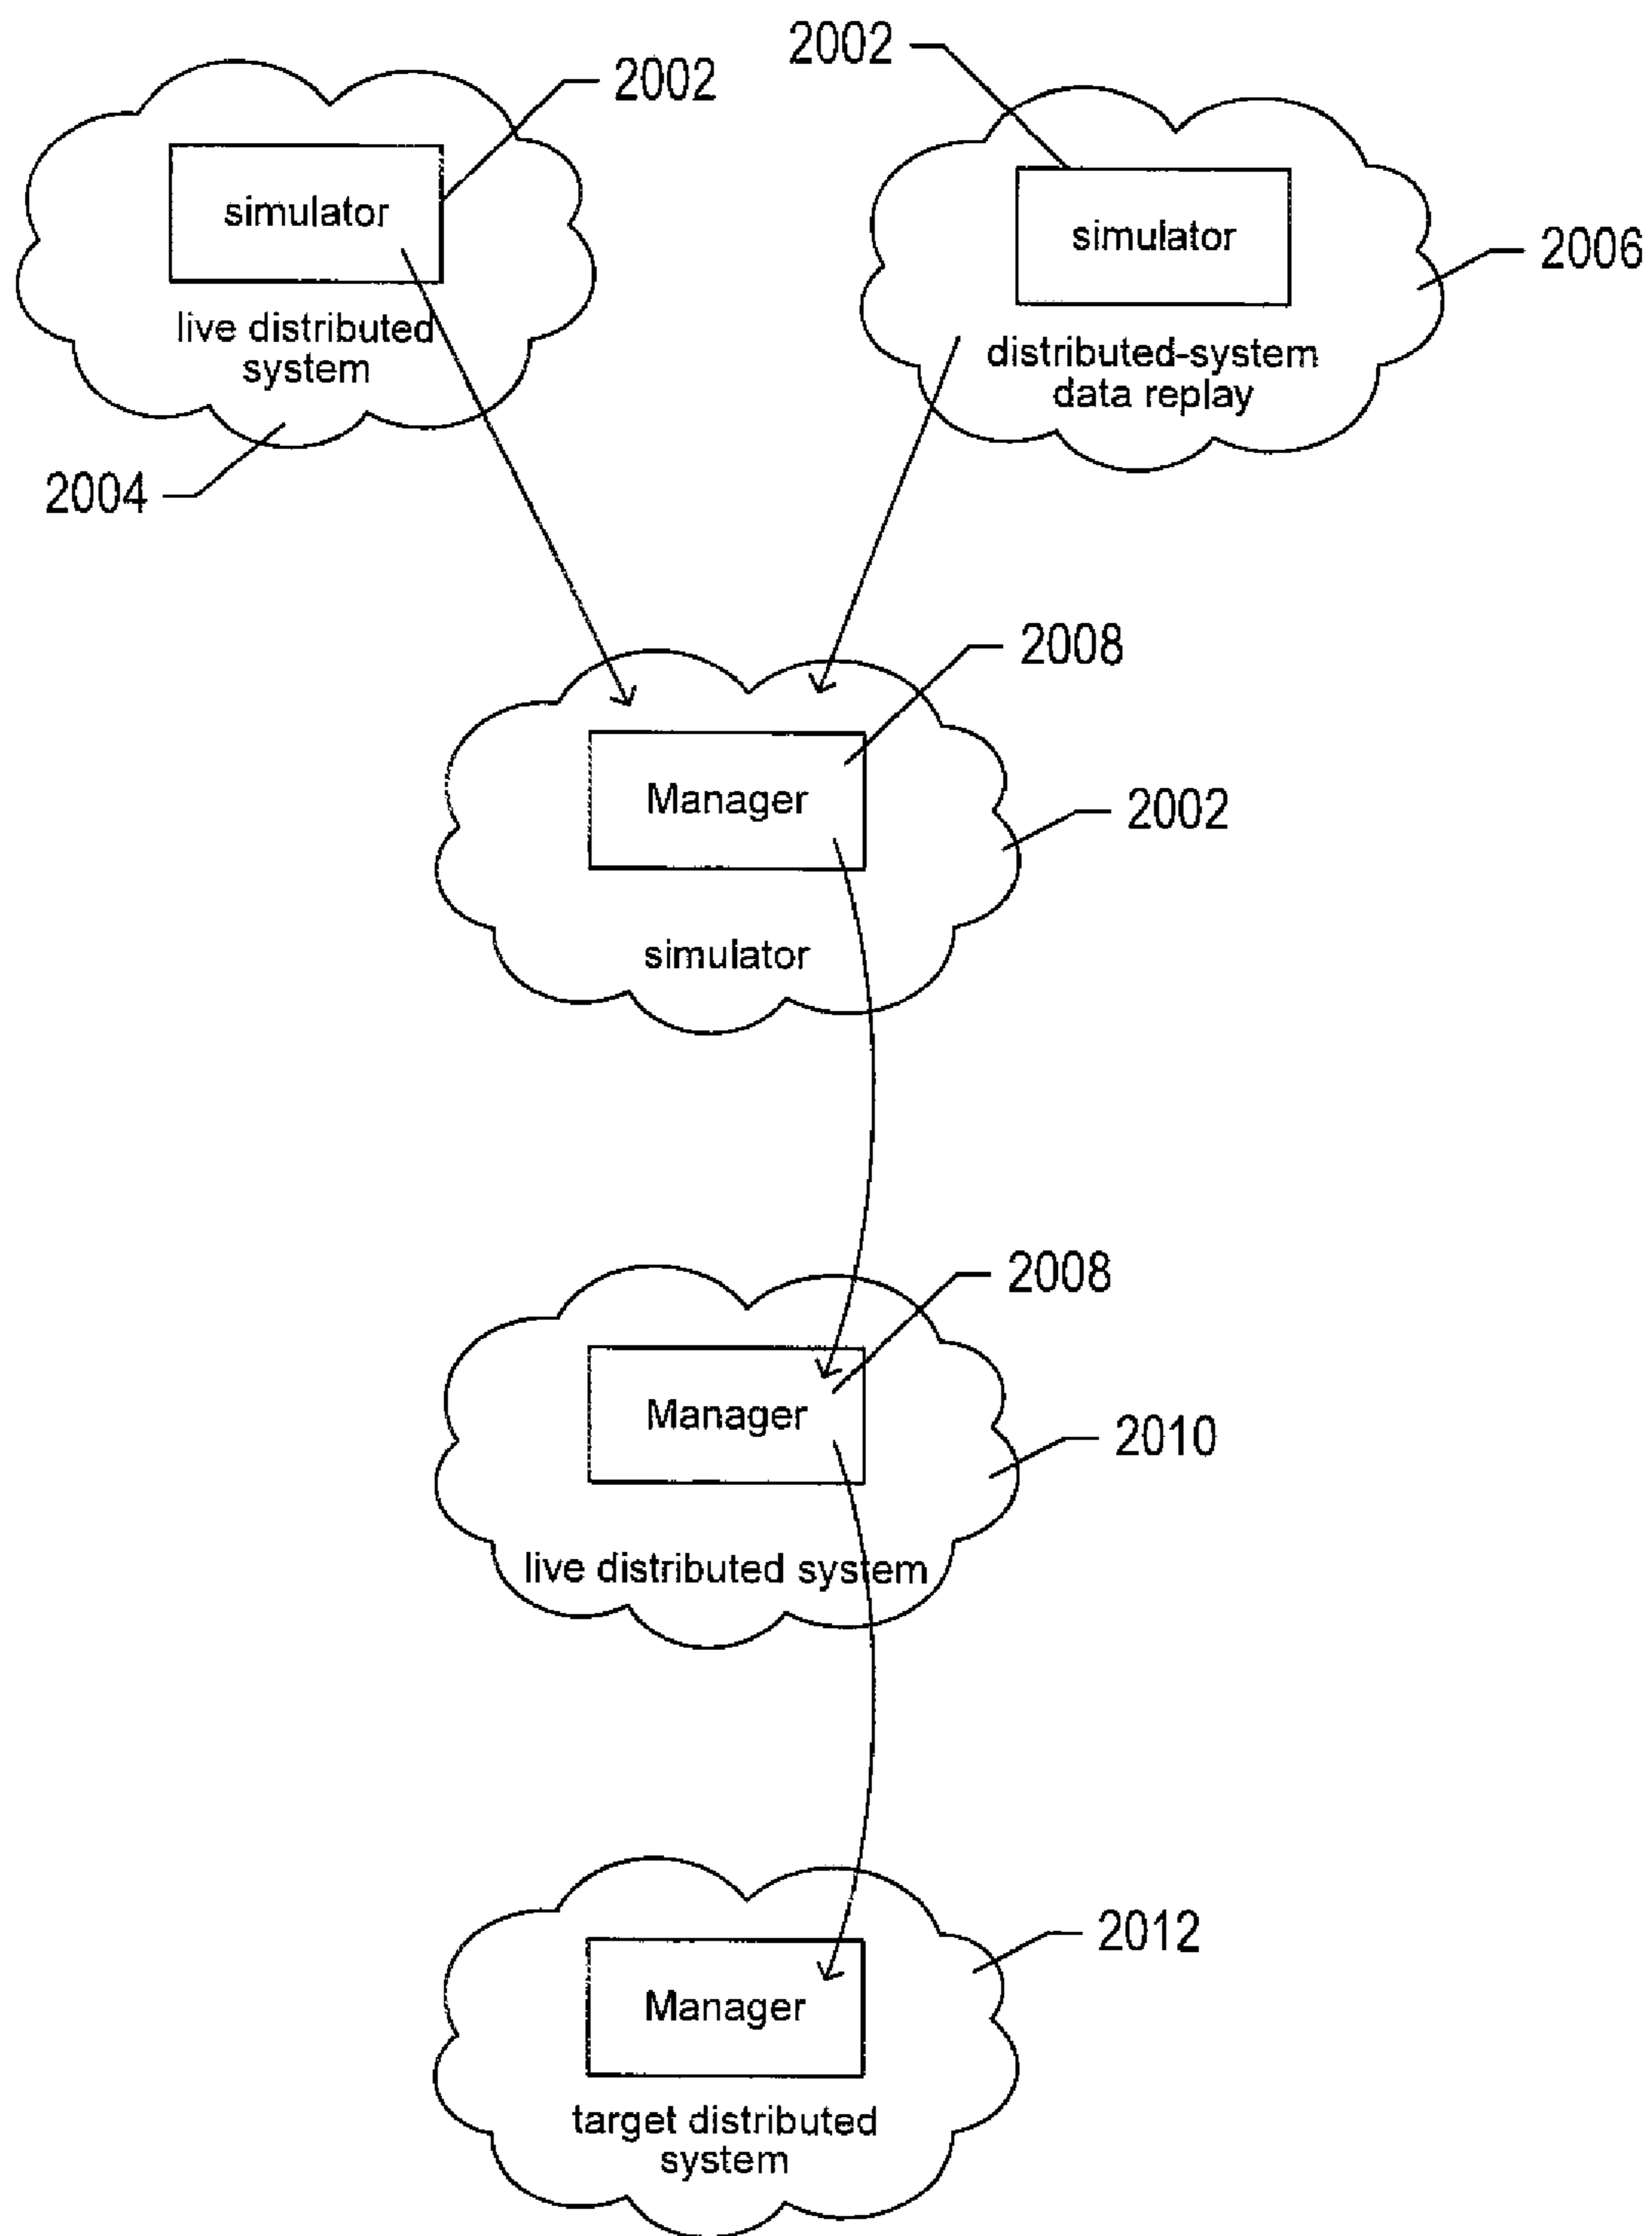 2002
2002
simulator
simulator
2006
live distributed
system
distributed-system
data replay
2004
2008
Manager
2002
simulator
2008
Manager
2010
live distributed system
2012
Manager
target distributed
system